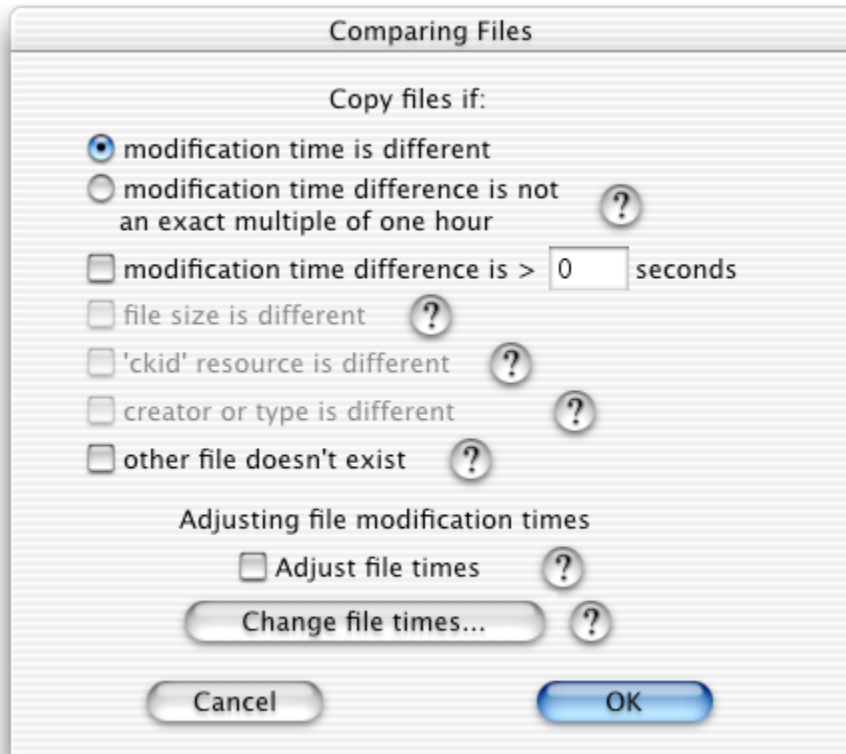 Comparing Files
Copy files if:
modification time is different
modification time difference is not
an exact multiple of one hour ?
modification time difference is > 0 seconds
file size is different ?
'ckid' resource is different ?
creator or type is different ?
other file doesn't exist ?
Adjusting file modification times
Adjust file times ?
Change file times... ?
Cancel OK